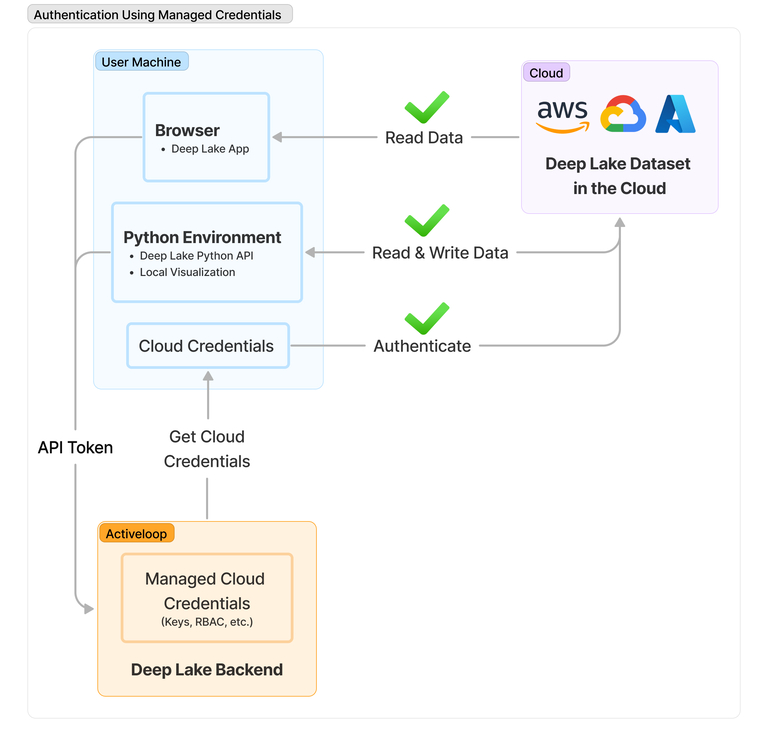 Authentication Using Managed Credentials
User Machine
Browser
• Deep Lake App
Python Environment
• Deep Lake Python API
• Local Visualization
Cloud Credentials
Read Data
Read & Write Data
Authenticate
Cloud
aws
Deep Lake Dataset
in the Cloud
API Token
Get Cloud
Credentials
Activeloop
Managed Cloud
Credentials
(Keys, RBAC, etc.)
Deep Lake Backend